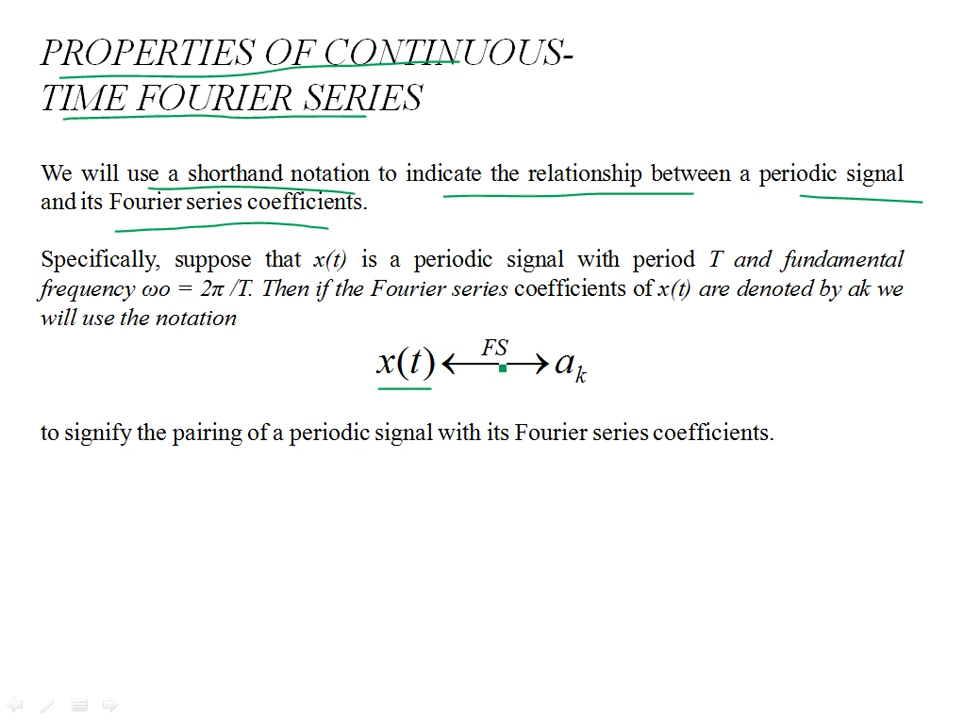 PROPERTIES OF CONTINUOUS-
TIME FOURIER SERIES
We will use a shorthand notation to indicate the relationship between a periodic signal
and its Fourier series coefficients.
Specifically, suppose that x(t) is a periodic signal with period T and fundamental
frequency ωo = 2π /T. Then if the Fourier series coefficients of x(t) are denoted by ak we
will use the notation
x(t) ⟷ FS a_k
to signify the pairing of a periodic signal with its Fourier series coefficients.